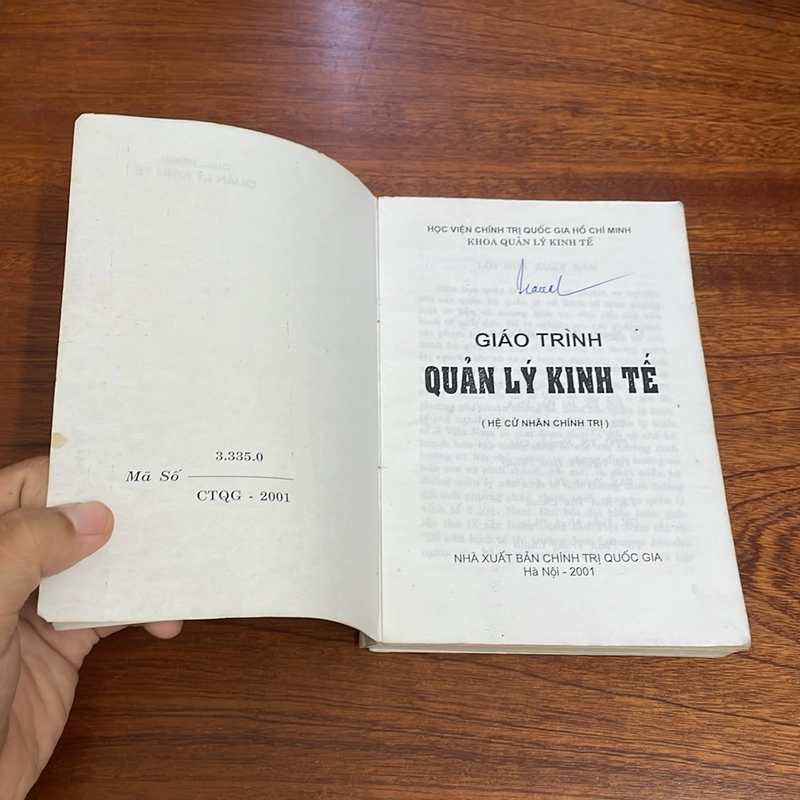 3.335.0
Mã Số
CTQG - 2001
HỌC VIỆN CHÍNH TRỊ QUỐC GIA HỒ CHÍ MINH
KHOA QUẢN LÝ KINH TẾ
GIÁO TRÌNH
QUẢN LÝ KINH TẾ
( HỆ CỬ NHÂN CHÍNH TRỊ )
NHÀ XUẤT BẢN CHÍNH TRỊ QUỐC GIA
Hà Nội - 2001